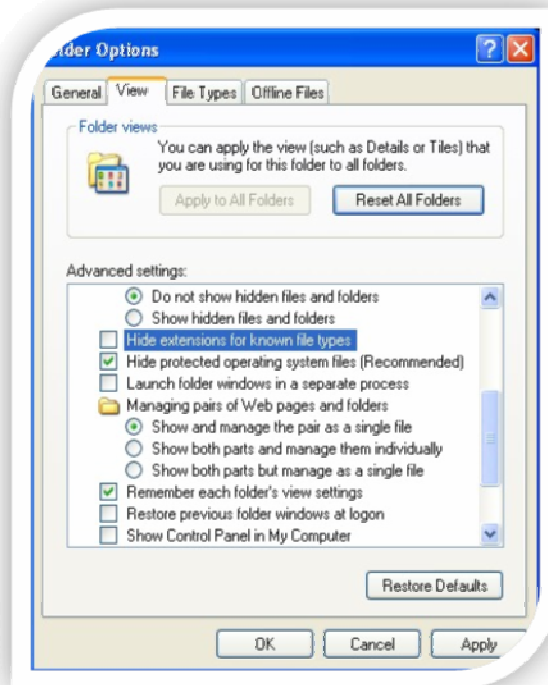 lder Options
General View File Types Offline Files
Folder views
You can apply the view (such as Details or Tiles) that
you are using for this folder to all folders.
Apply to All Folders Reset All Folders
Advanced settings:
Do not show hidden files and folders
Show hidden files and folders
Hide extensions for known file types
Hide protected operating system files (Recommended)
Launch folder windows in a separate process
Managing pairs of Web pages and folders
Show and manage the pair as a single file
Show both parts and manage them individually
Show both parts but manage as a single file
Remember each folder's view settings
Restore previous folder windows at logon
Show Control Panel in My Computer
Restore Defaults
OK Cancel Apply